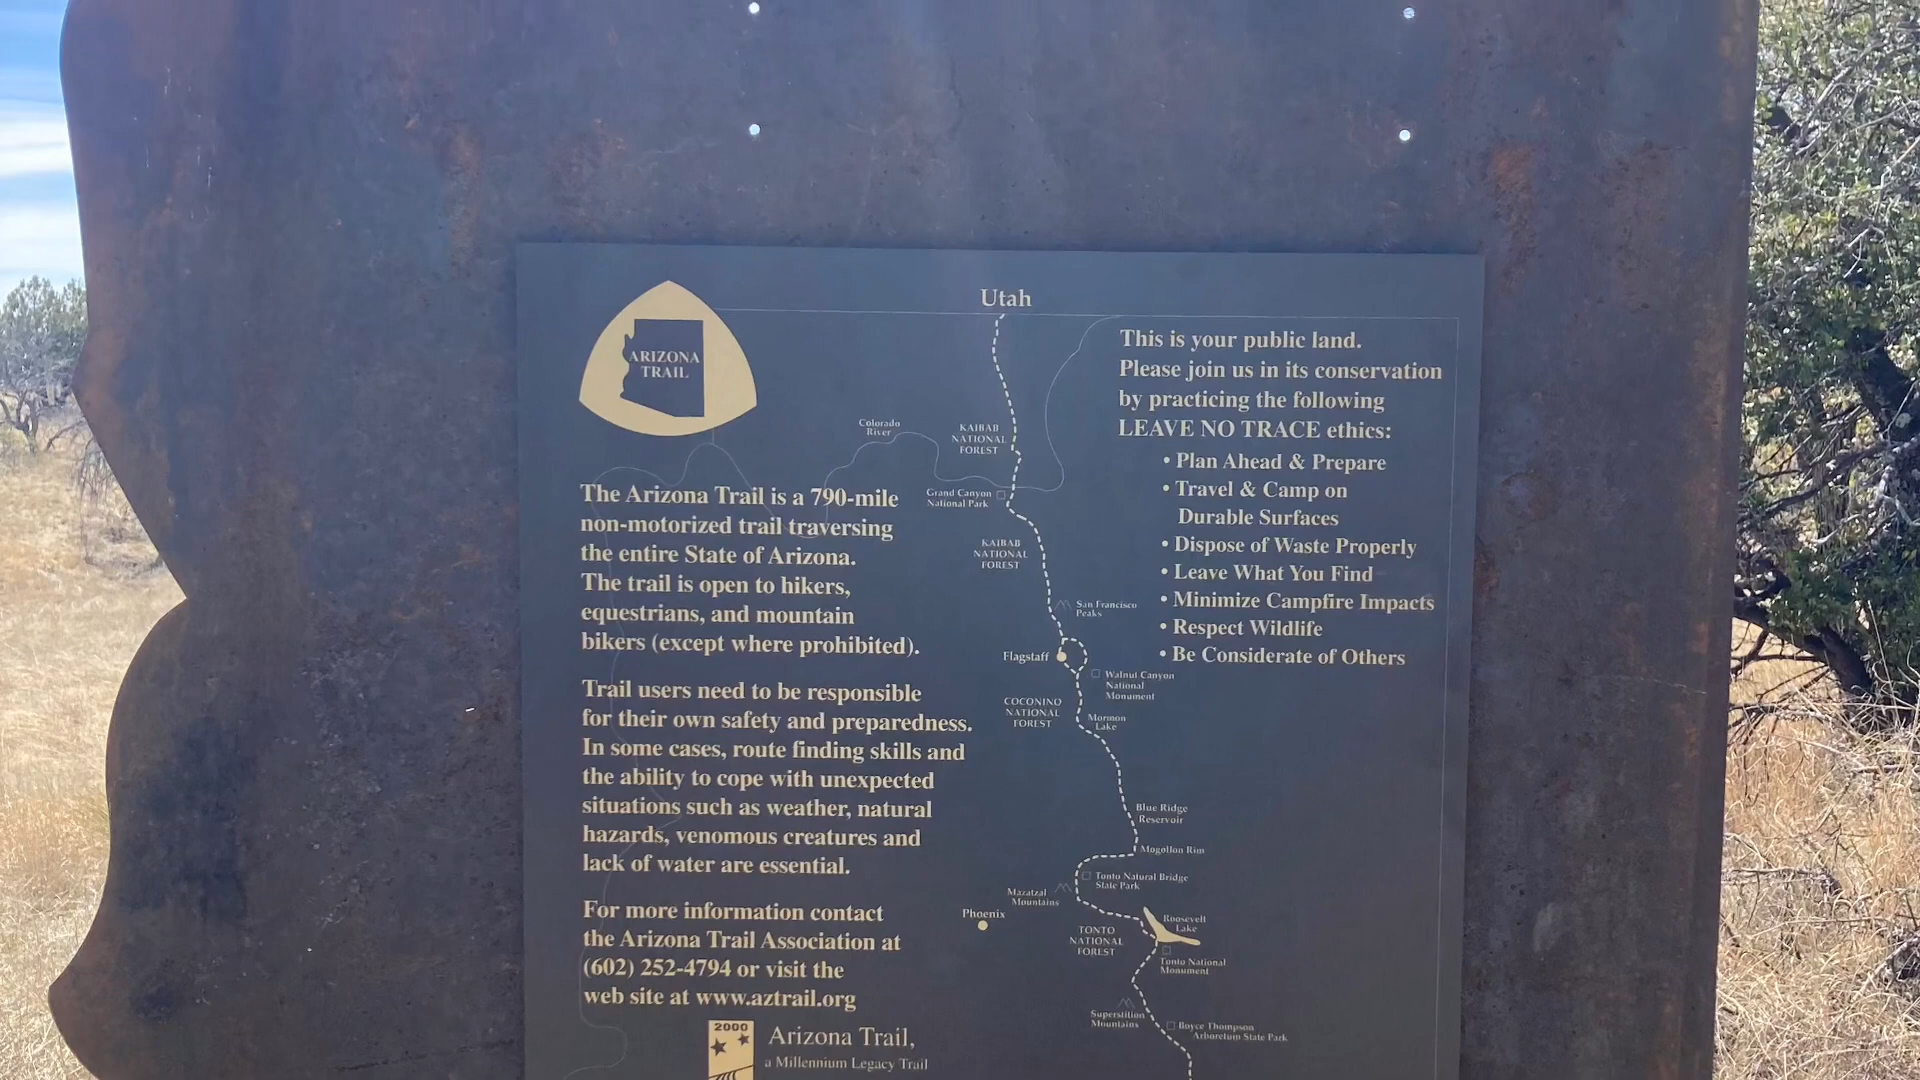 Utah
ARIZONA
TRAIL
The Arizona Trail is a 790-mile
non-motorized trail traversing
the entire State of Arizona.
The trail is open to hikers,
equestrians, and mountain
bikers (except where prohibited).
Trail users need to be responsible
for their own safety and preparedness.
In some cases, route finding skills and
the ability to cope with unexpected
situations such as weather, natural
hazards, venomous creatures and
lack of water are essential.
For more information contact
the Arizona Trail Association at
(602) 252-4794 or visit the
web site at www.aztrail.org
2000
Arizona Trail,
a Millennium Legacy Trail
Colorado
River
KAIBAB
NATIONAL
FOREST
Grand Canyon
National Park
KAIBAB
NATIONAL
FOREST
San Francisco
Peaks
Flagstaff
Walnut Canyon
National
Monument
COCONINO
NATIONAL
FOREST
Mormon
Lake
Blue Ridge
Reservoir
Mogollon Rim
Tonto Natural Bridge
State Park
Mazatzal
Mountains
Phoenix
Roosevelt
Lake
TONTO
NATIONAL
FOREST
Tonto National
Monument
Superstition
Mountains
Boyce Thompson
Arboretum State Park
This is your public land.
Please join us in its conservation
by practicing the following
LEAVE NO TRACE ethics:
• Plan Ahead & Prepare
• Travel & Camp on
Durable Surfaces
• Dispose of Waste Properly
• Leave What You Find
• Minimize Campfire Impacts
• Respect Wildlife
• Be Considerate of Others